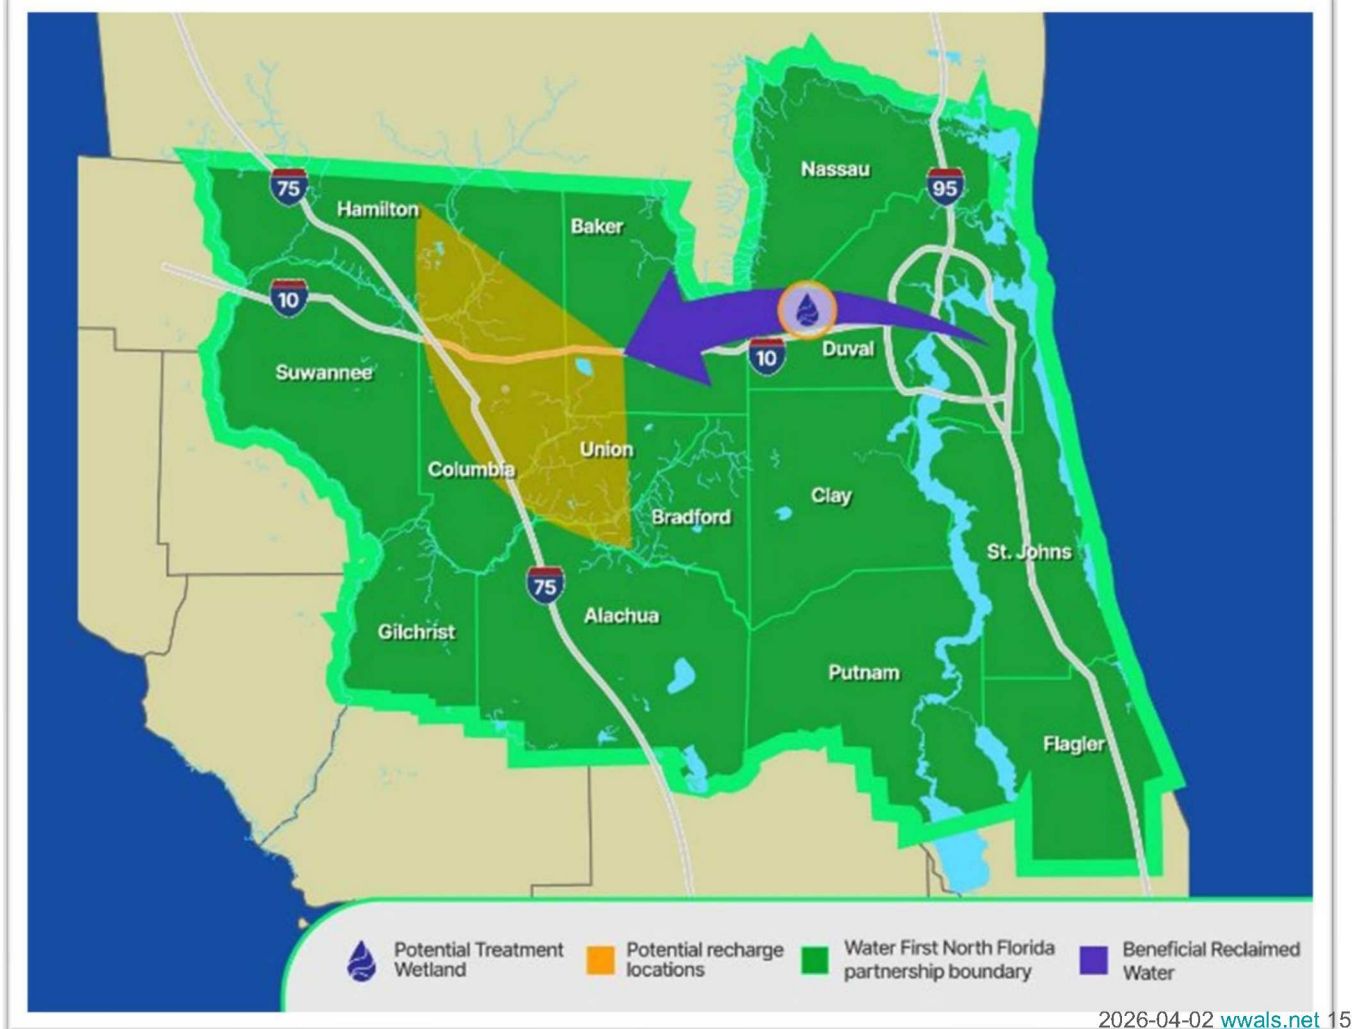 Nassau
75
95
Hamilton
Baker
10
10
Duval
Suwannee
Union
Columbia
Clay
Bradford
St. Johns
75
Alachua
Gilchrist
Putnam
Flagler
Potential Treatment
Wetland
Potential recharge
locations
Water First North Florida
partnership boundary
Beneficial Reclaimed
Water
2026-04-02 wwals.net 15